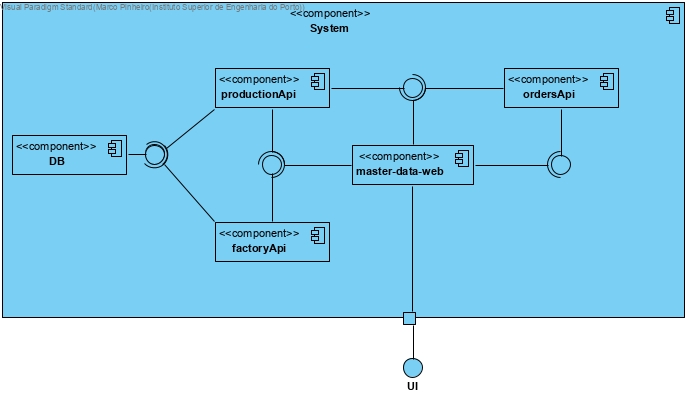 Visual Paradigm Standard(Marco Pinheiro(Instituto Superior de Engenharia do Porto))
<<component>>
System
<<component>>
productionApi
<<component>>
ordersApi
<<component>>
DB
<<component>>
master-data-web
<<component>>
factoryApi
UI